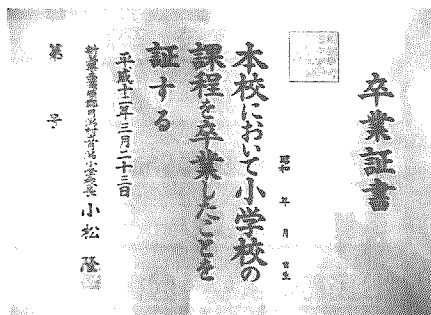 卒業証書
昭和 年 月 日生
本校において小学校の
課程を卒業したことを
証する
平成十二年三月二十三日
小学校長 小松 隆
第 号